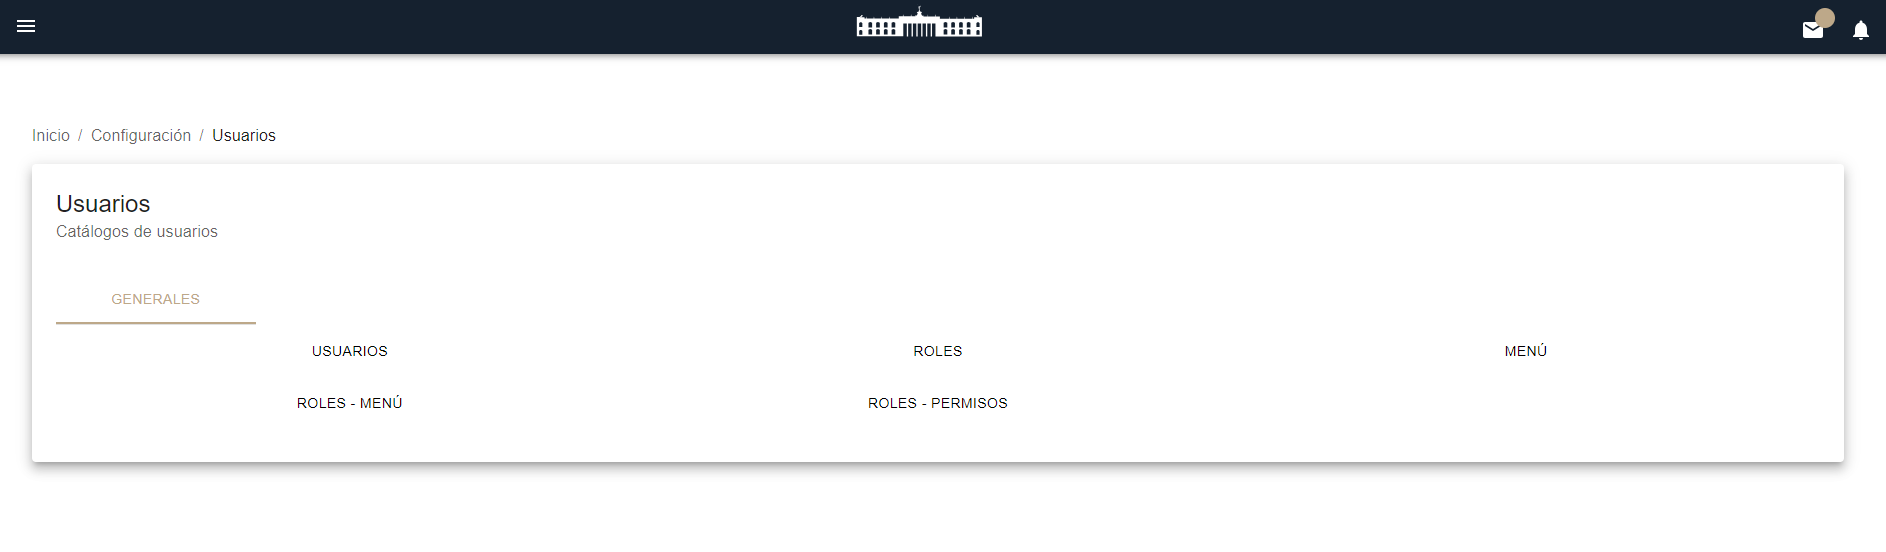 Inicio / Configuración / Usuarios
Usuarios
Catálogos de usuarios
GENERALES
USUARIOS ROLES MENÚ
ROLES - MENÚ ROLES - PERMISOS